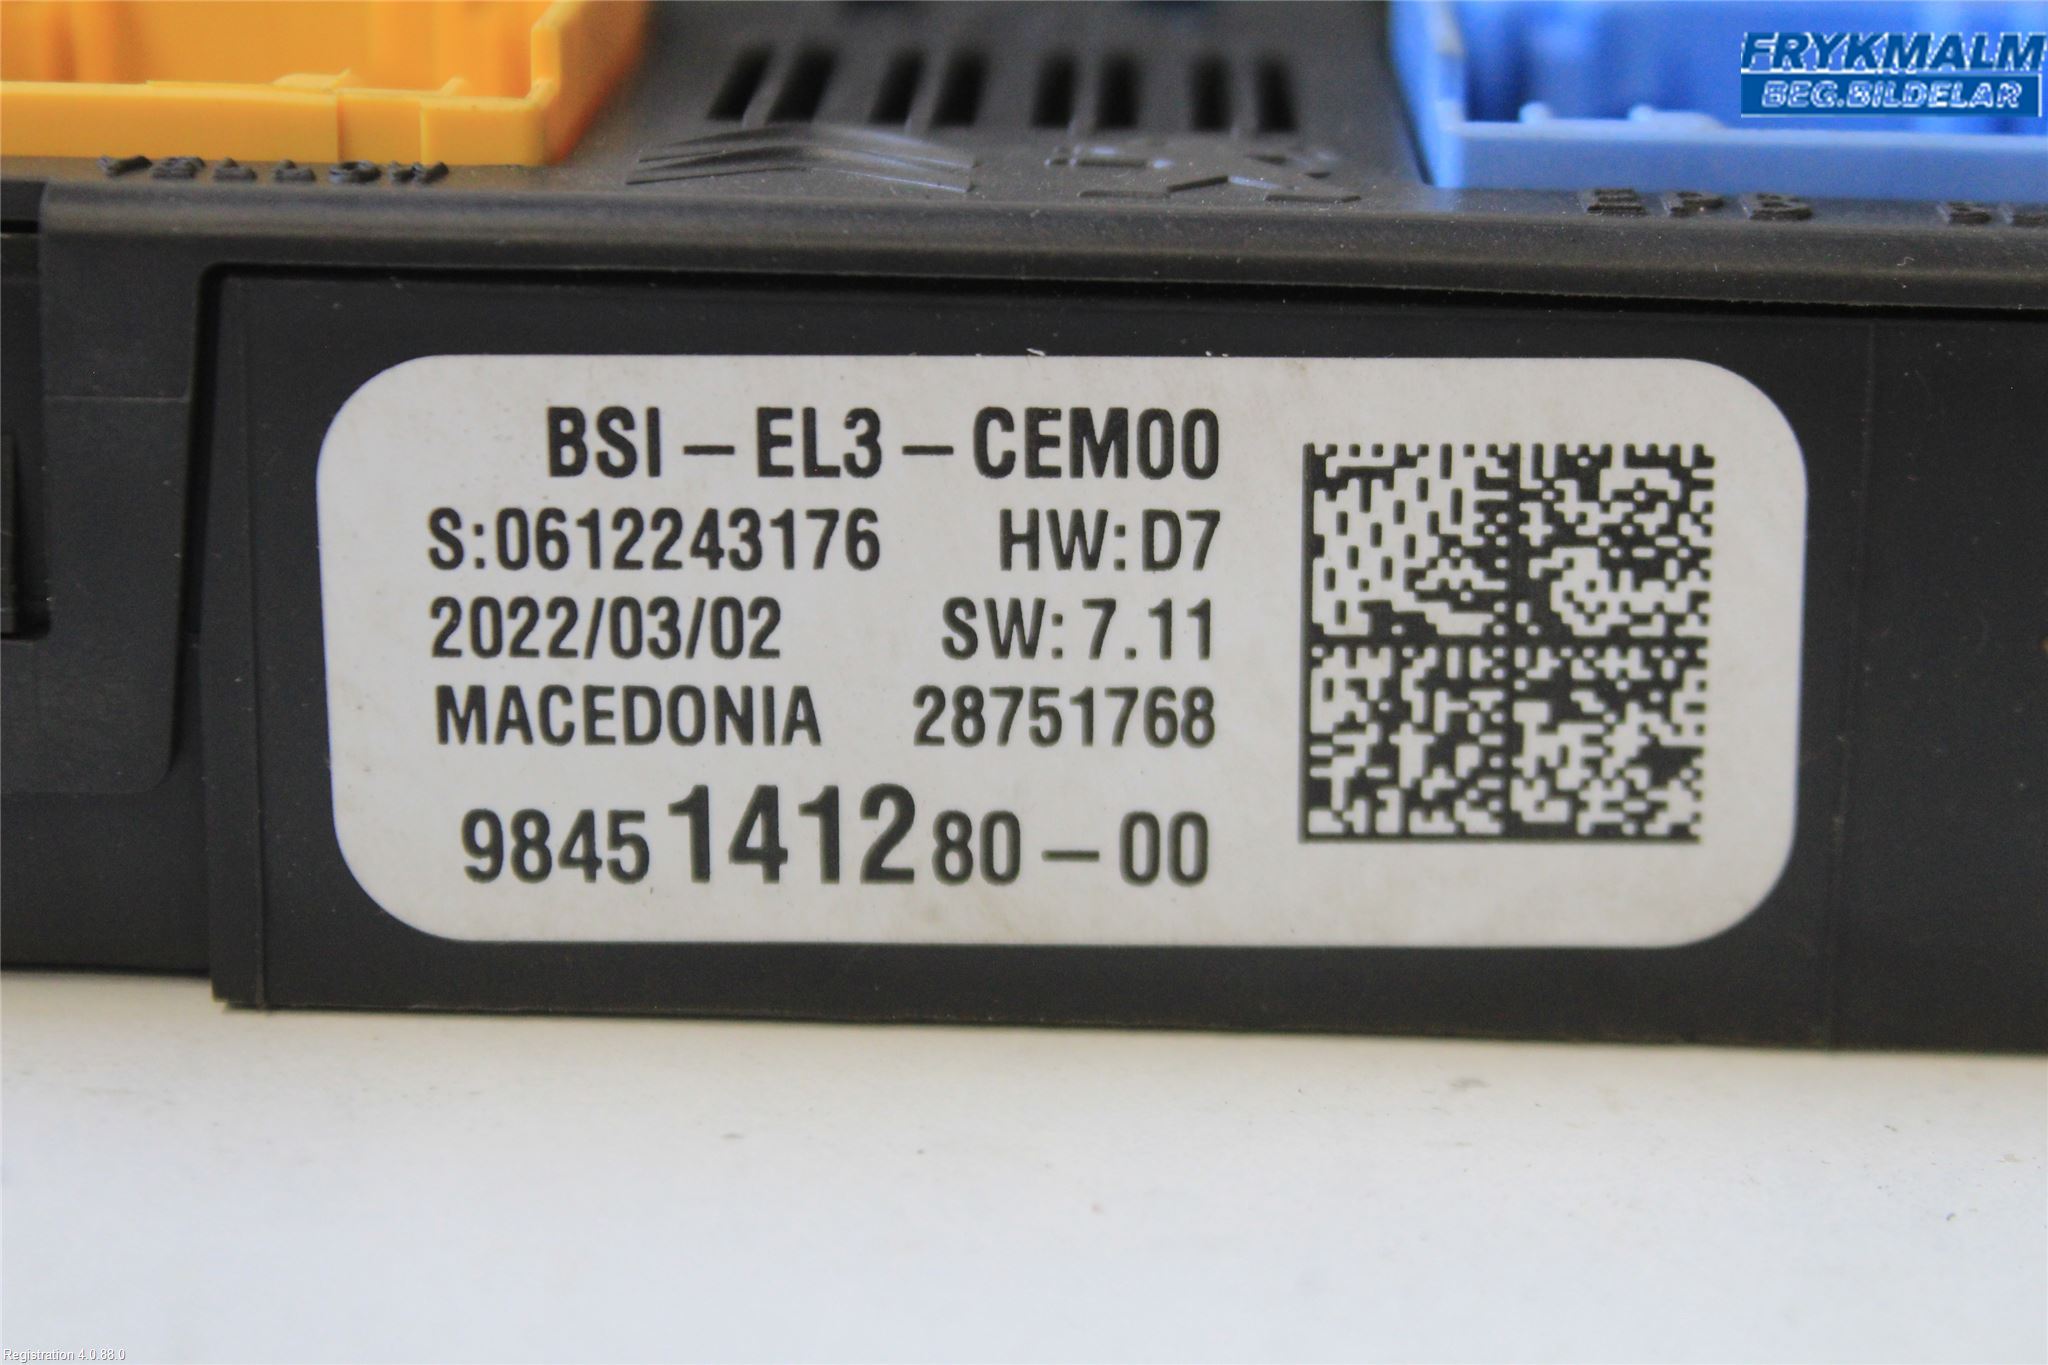 FRYKMALM
BEG.BILDELAR
BSI-EL3-CEM00
S:0612243176 HW:D7
2022/03/02 SW:7.11
MACEDONIA 28751768
9845141280-00
Registration 4.0.88.0